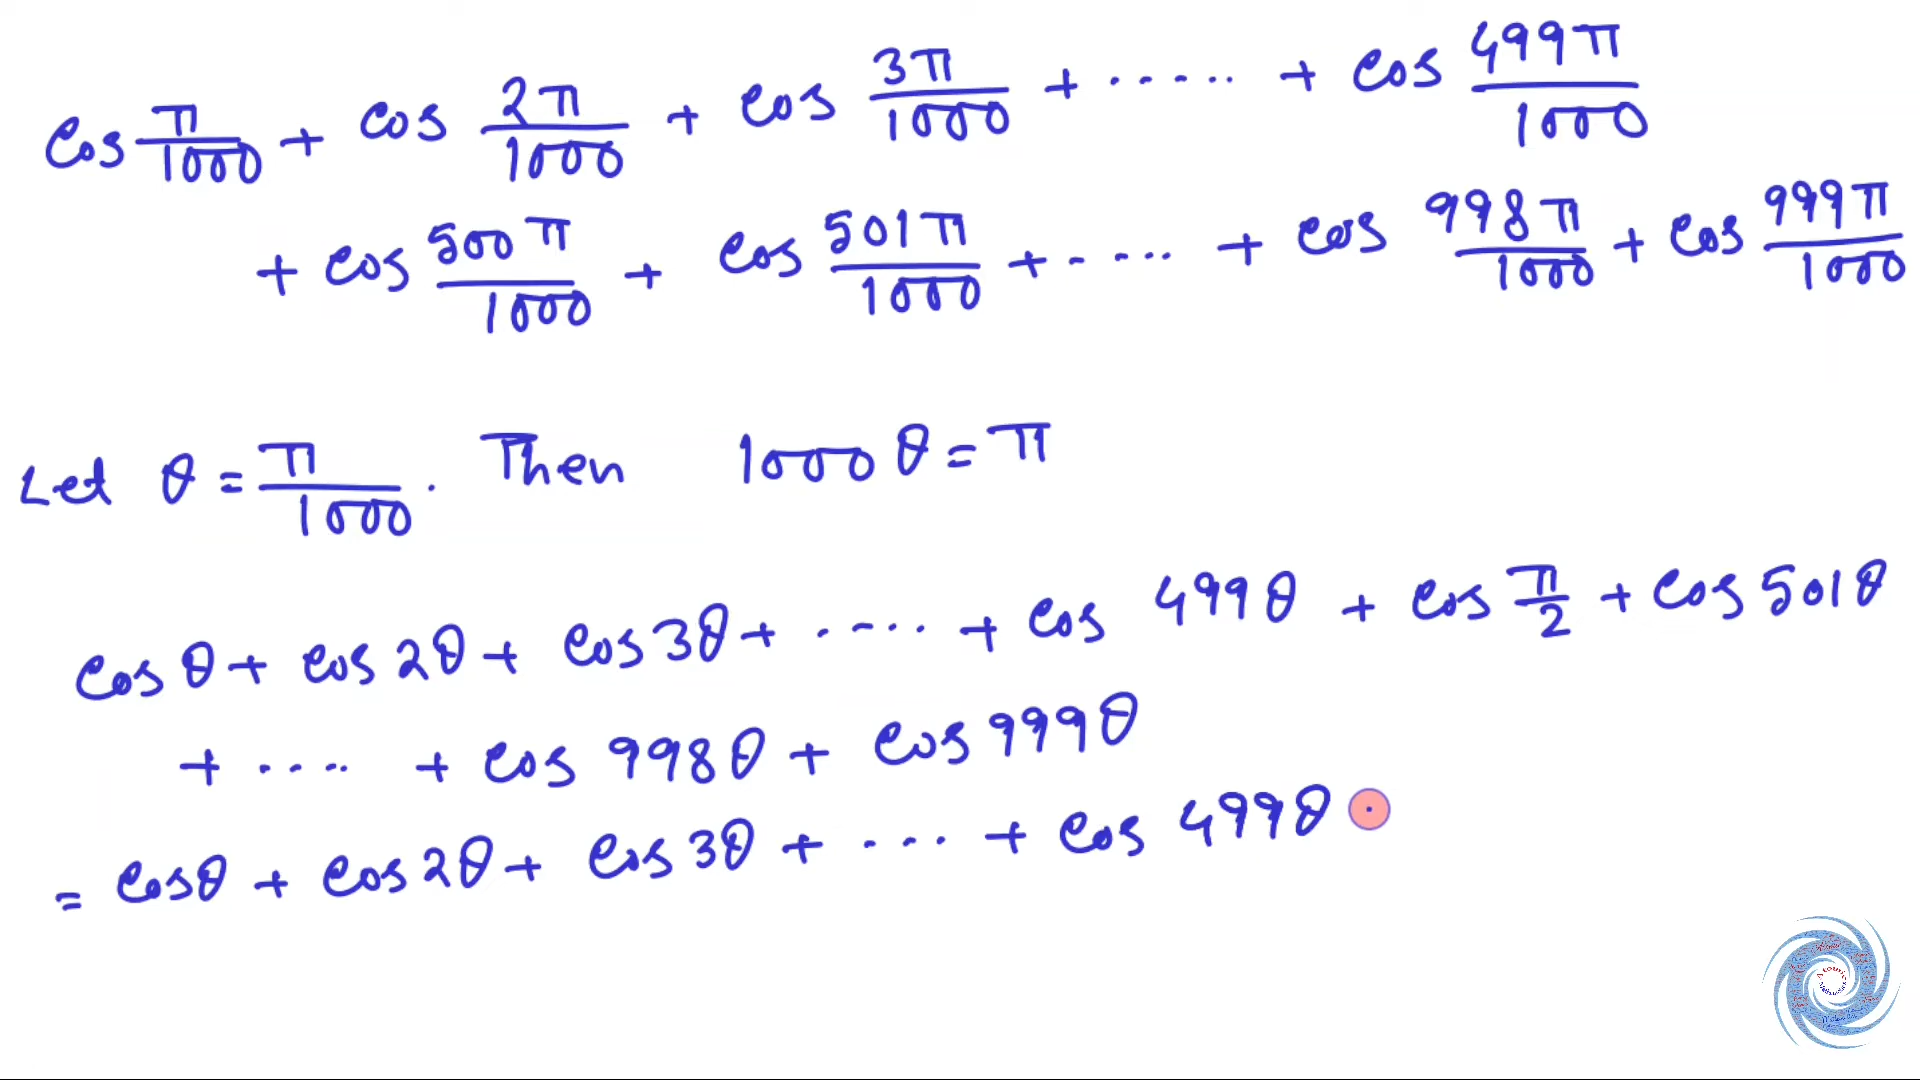 cos π/1000 + cos 2π/1000 + cos 3π/1000 + ..... + cos 499π/1000
+ cos 500π/1000 + cos 501π/1000 + ..... + cos 998π/1000 + cos 999π/1000
Let θ = π/1000 . Then 1000θ = π
cos θ + cos 2θ + cos 3θ + ..... + cos 499θ + cos π/2 + cos 501θ
+ .... + cos 998θ + cos 999θ
= cosθ + cos 2θ + cos 3θ + .... + cos 499θ